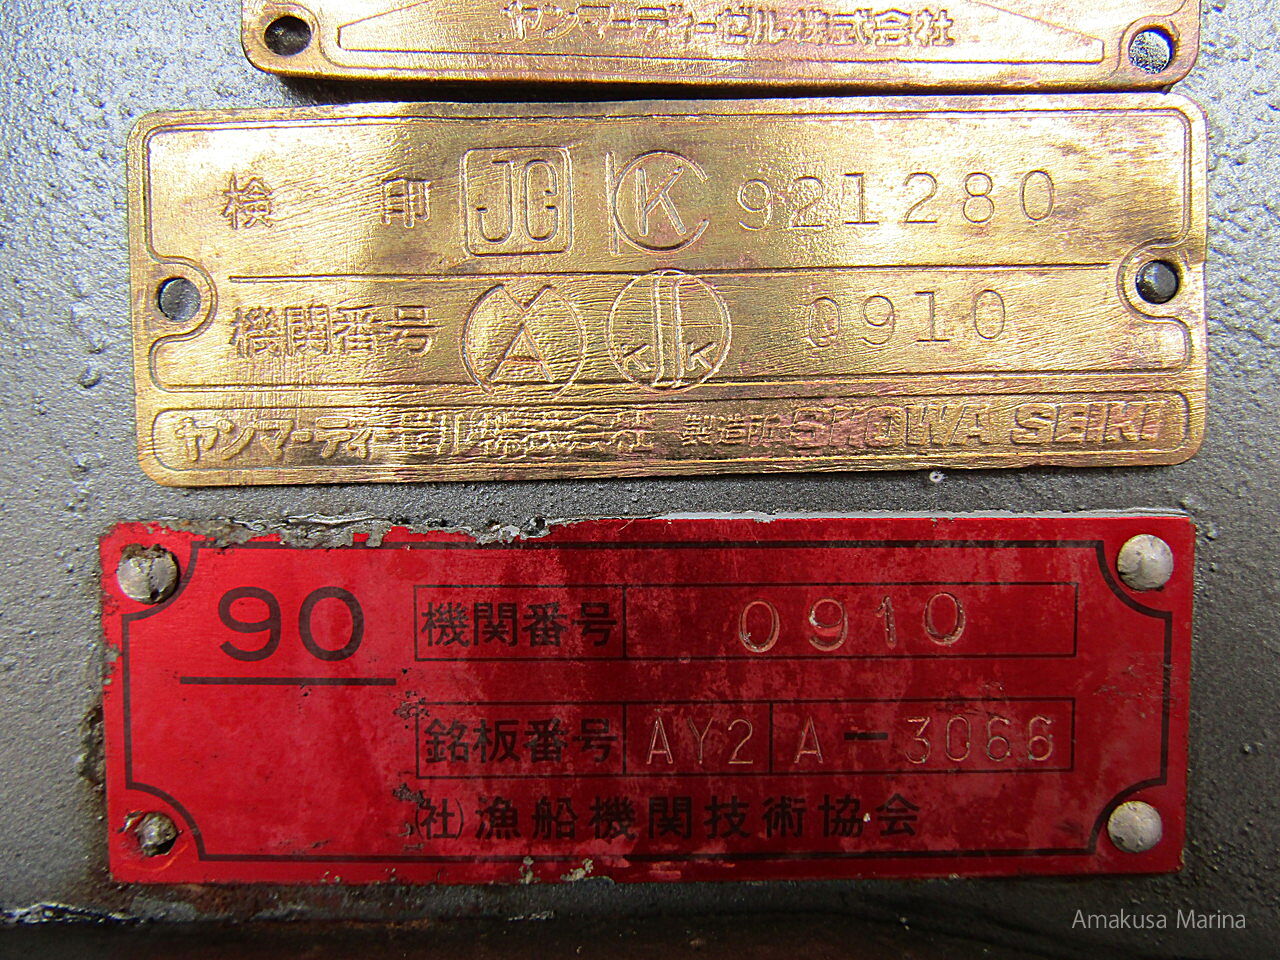 ヤンマーディーゼル株式会社
検 印 JCI K 921280
機関番号 A KK 0910
ヤンマーディーゼル株式会社 製造所 SHOWA SEIKI
90 機関番号 0910
銘板番号 AY2 A-3066
(社)漁船機関技術協会
Amakusa Marina